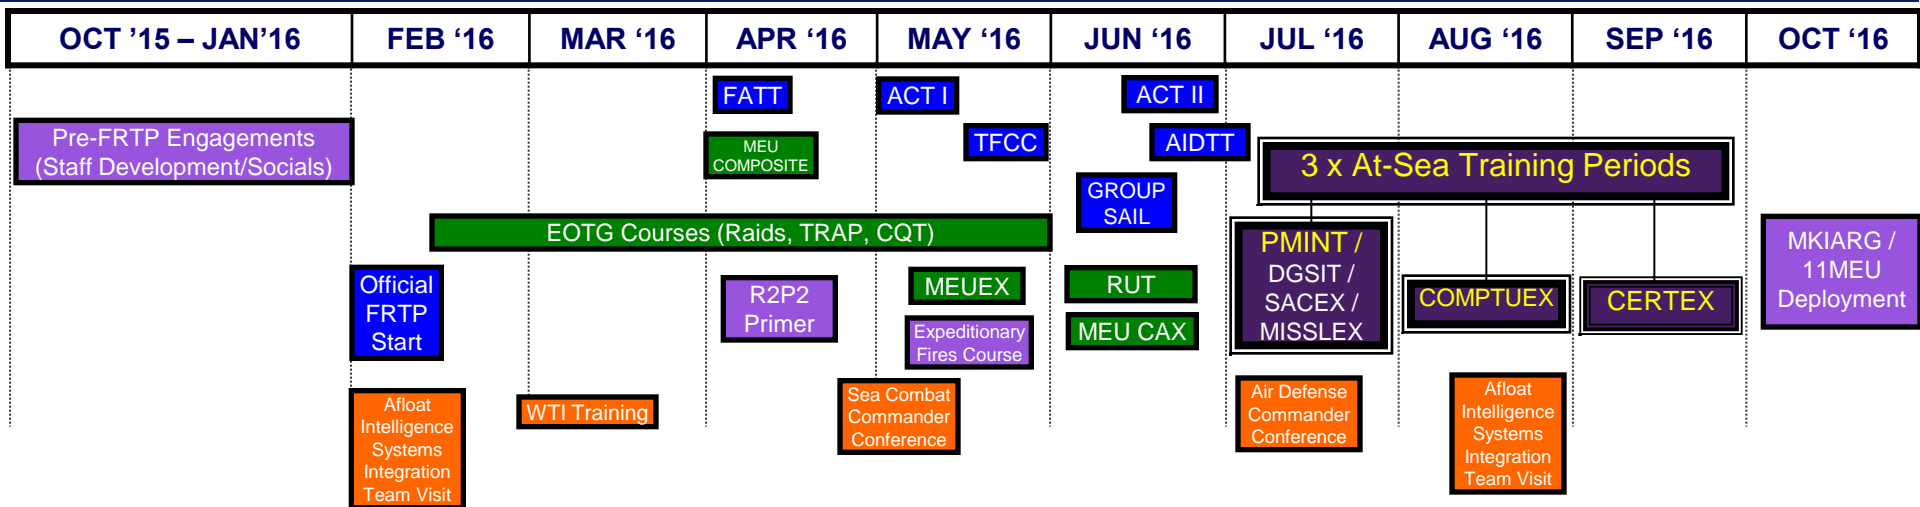 OCT ’15 – JAN’16
FEB ‘16
MAR ‘16
APR ‘16
MAY ‘16
JUN ‘16
JUL ‘16
AUG ‘16
SEP ‘16
OCT ‘16
FATT
ACT I
ACT II
Pre-FRTP Engagements
(Staff Development/Socials)
MEU
COMPOSITE
TFCC
AIDTT
3 x At-Sea Training Periods
GROUP
SAIL
EOTG Courses (Raids, TRAP, CQT)
PMINT /
DGSIT /
SACEX /
MISSLEX
MKIARG /
11MEU
Deployment
Official
FRTP
Start
R2P2
Primer
MEUEX
RUT
COMPTUEX
CERTEX
Expeditionary
Fires Course
MEU CAX
Afloat
Intelligence
Systems
Integration
Team Visit
WTI Training
Sea Combat
Commander
Conference
Air Defense
Commander
Conference
Afloat
Intelligence
Systems
Integration
Team Visit